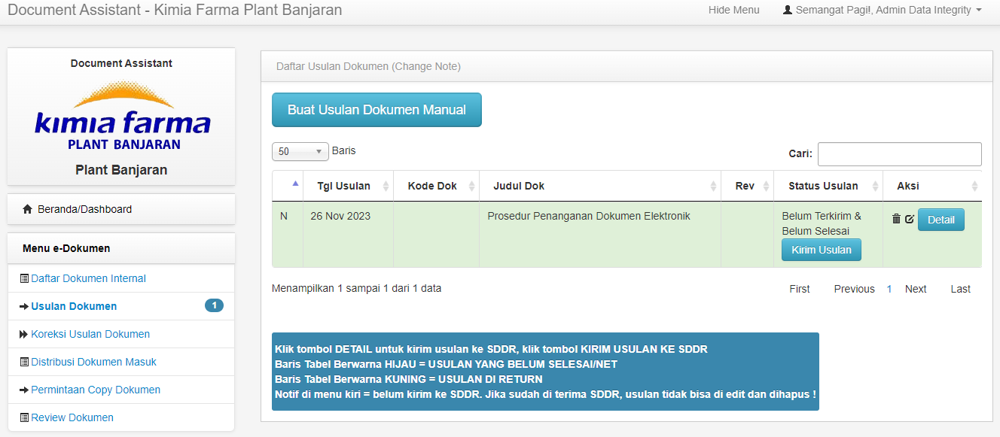 Document Assistant - Kimia Farma Plant Banjaran
Hide Menu
Semangat Pagi!, Admin Data Integrity
Document Assistant
kimia farma
PLANT BANJARAN
Plant Banjaran
Beranda/Dashboard
Menu e-Dokumen
Daftar Dokumen Internal
Usulan Dokumen 1
Koreksi Usulan Dokumen
Distribusi Dokumen Masuk
Permintaan Copy Dokumen
Review Dokumen
Daftar Usulan Dokumen (Change Note)
Buat Usulan Dokumen Manual
50 Baris
Cari:
Tgl Usulan Kode Dok Judul Dok Rev Status Usulan Aksi
N 26 Nov 2023 Prosedur Penanganan Dokumen Elektronik Belum Terkirim & Detail
Belum Selesai
Kirim Usulan
Menampilkan 1 sampai 1 dari 1 data
First Previous 1 Next Last
Klik tombol DETAIL untuk kirim usulan ke SDDR, klik tombol KIRIM USULAN KE SDDR
Baris Tabel Berwarna HIJAU = USULAN YANG BELUM SELESAI/NET
Baris Tabel Berwarna KUNING = USULAN DI RETURN
Notif di menu kiri = belum kirim ke SDDR. Jika sudah di terima SDDR, usulan tidak bisa di edit dan dihapus !